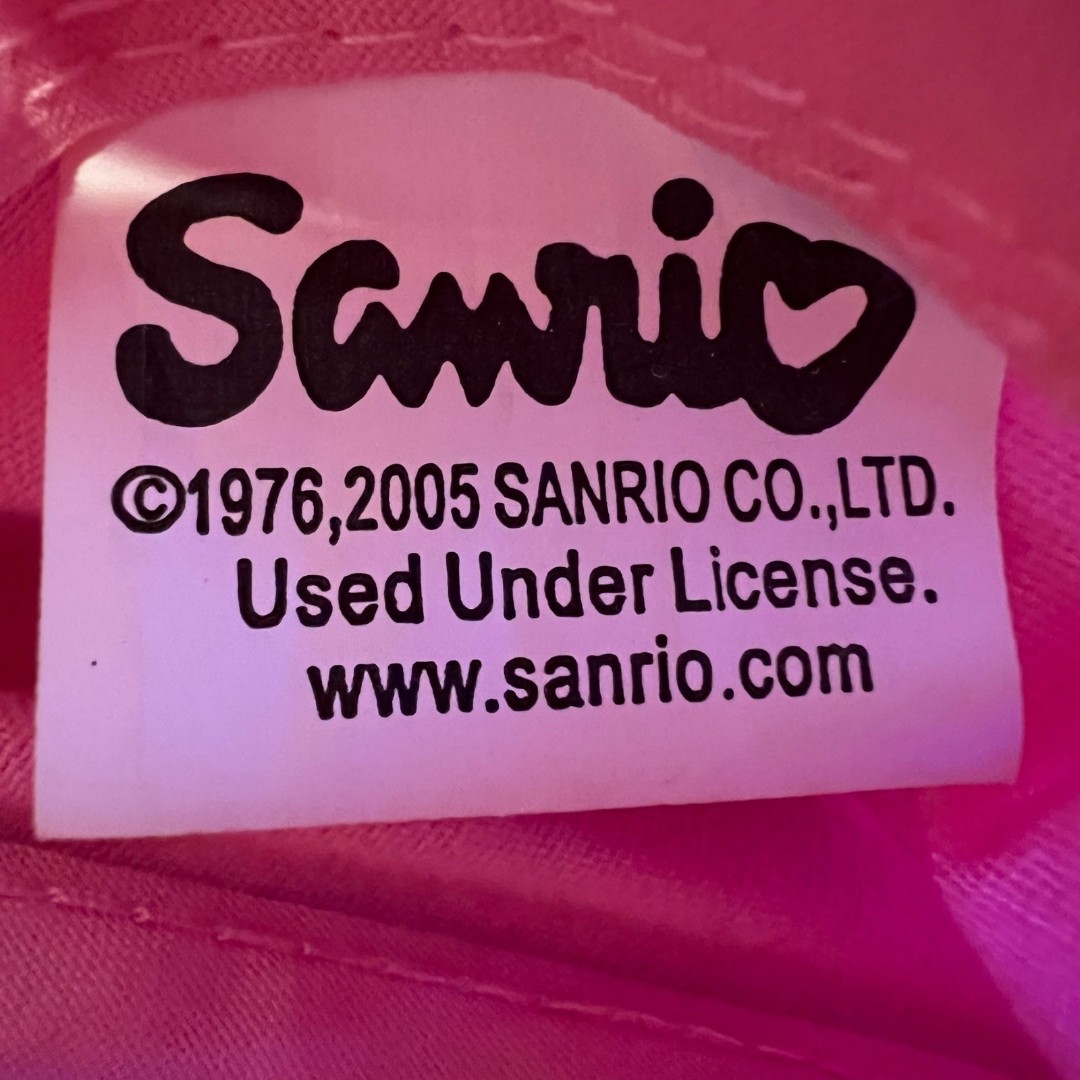 Sanrio
©1976,2005 SANRIO CO.,LTD.
Used Under License.
www.sanrio.com